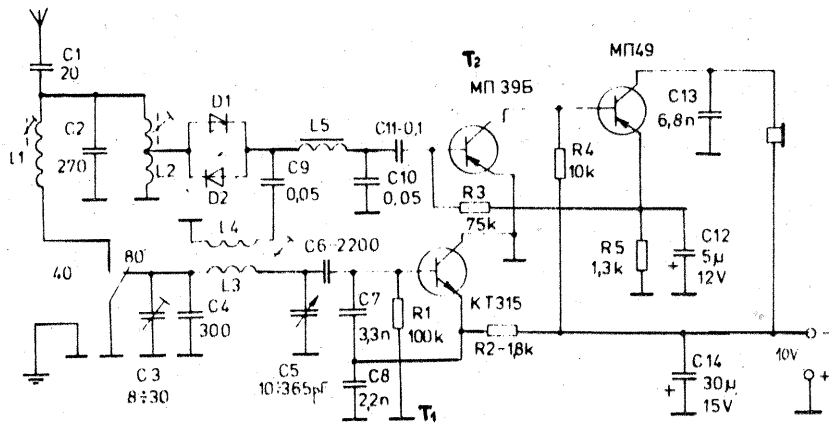 C1
20
C2
270
L1
L2
D1
D2
L5
C9
0,05
C11-0,1
C10
0,05
T2
МП 39Б
МП49
C13
6,8n
R4
10k
R3
75k
L4
40
80
C6-2200
L3
C4
300
C7
3,3n
R1
100k
КТ315
R2-1,8k
R5
1,3k
C12
5µ
12V
+
C3
8÷30
C5
10÷365pF
C8
2,2n
T1
C14
30µ
15V
+
10V
-
+